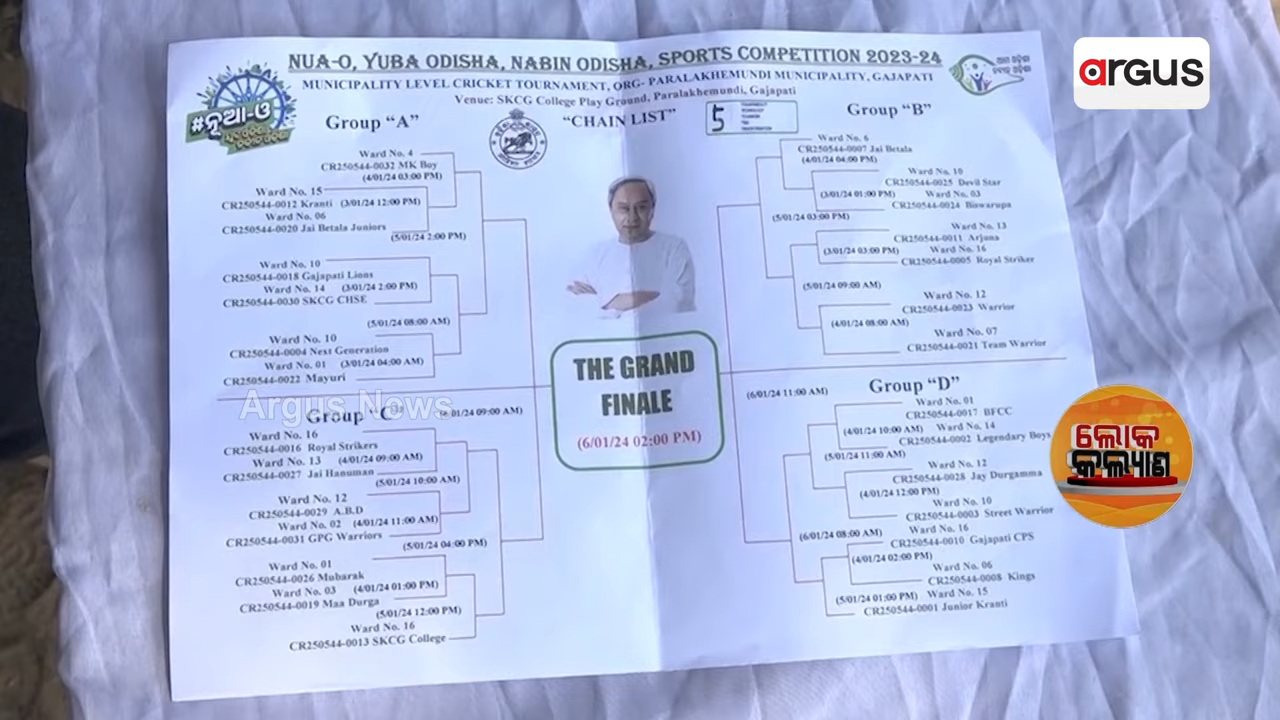 NUA-O, YUBA ODISHA, NABIN ODISHA, SPORTS COMPETITION 2023-24
MUNICIPALITY LEVEL CRICKET TOURNAMENT, ORG- PARALAKHEMUNDI MUNICIPALITY, GAJAPATI
Venue: SKCG College Play Ground, Paralakhemundi, Gajapati
argus
#ନୂଆ-ଓ
"CHAIN LIST"
5
Group "A"
Ward No. 4
CR250544-0032 MK Boy
(4/01/24 03:00 PM)
Ward No. 15
CR250544-0012 Kranti (3/01/24 12:00 PM)
Ward No. 06
CR250544-0020 Jai Betala Juniors
(5/01/24 2:00 PM)
Ward No. 10
CR250544-0018 Gajapati Lions
Ward No. 14 (3/01/24 2:00 PM)
CR250544-0030 SKCG CHSE
(5/01/24 08:00 AM)
Ward No. 10
CR250544-0004 Next Generation
Ward No. 01 (3/01/24 04:00 AM)
CR250544-0022 Mayuri
Argus News
Group "C"
(6/01/24 09:00 AM)
Ward No. 16
CR250544-0016 Royal Strikers
Ward No. 13 (4/01/24 09:00 AM)
CR250544-0027 Jai Hanuman
(5/01/24 10:00 AM)
Ward No. 12
CR250544-0029 A.B.D
Ward No. 02 (4/01/24 11:00 AM)
CR250544-0031 GPG Warriors
(5/01/24 04:00 PM)
Ward No. 01
CR250544-0026 Mubarak
Ward No. 03 (4/01/24 01:00 PM)
CR250544-0019 Maa Durga
(5/01/24 12:00 PM)
Ward No. 16
CR250544-0013 SKCG College
THE GRAND
FINALE
(6/01/24 02:00 PM)
Group "B"
Ward No. 6
CR250544-0007 Jai Betala
(4/01/24 04:00 PM)
Ward No. 10
CR250544-0025 Devil Star
(3/01/24 01:00 PM) Ward No. 03
CR250544-0024 Biswarupa
(5/01/24 03:00 PM)
Ward No. 13
CR250544-0011 Arjuna
(3/01/24 03:00 PM) Ward No. 16
CR250544-0005 Royal Striker
(5/01/24 09:00 AM)
Ward No. 12
CR250544-0023 Warrior
(4/01/24 08:00 AM)
Ward No. 07
CR250544-0021 Team Warrior
(6/01/24 11:00 AM)
Group "D"
Ward No. 01
CR250544-0017 BFCC
(4/01/24 10:00 AM) Ward No. 14
CR250544-0002 Legendary Boys
(5/01/24 11:00 AM)
Ward No. 12
CR250544-0028 Jay Durgamma
(4/01/24 12:00 PM)
Ward No. 10
CR250544-0003 Street Warrior
(6/01/24 08:00 AM)
Ward No. 16
CR250544-0010 Gajapati CPS
(4/01/24 02:00 PM)
Ward No. 06
CR250544-0008 Kings
(5/01/24 01:00 PM) Ward No. 15
CR250544-0001 Junior Kranti
ଲୋକ
କଲ୍ୟାଣ